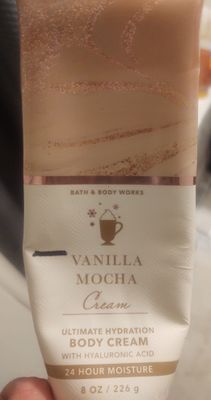 BATH & BODY WORKS
VANILLA
MOCHA
Cream
ULTIMATE HYDRATION
BODY CREAM
WITH HYALURONIC ACID
24 HOUR MOISTURE
8 OZ / 226 g